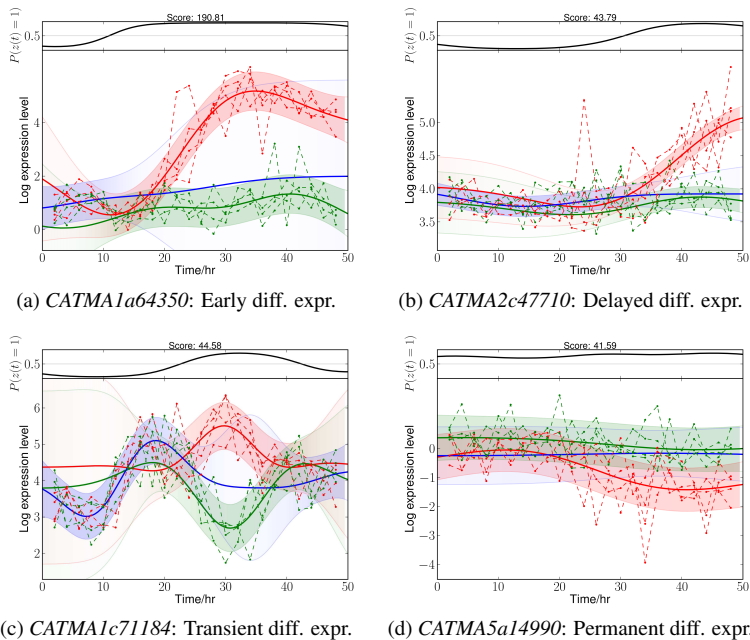 Score: 190.81
P(z(t) = 1)
0.5
Log expression level
4
2
0
0 10 20 30 40 50
Time/hr
(a) CATMA1a64350: Early diff. expr.
Score: 43.79
P(z(t) = 1)
0.5
Log expression level
5.0
4.5
4.0
3.5
0 10 20 30 40 50
Time/hr
(b) CATMA2c47710: Delayed diff. expr.
Score: 44.58
P(z(t) = 1)
0.5
Log expression level
6
5
4
3
2
0 10 20 30 40 50
Time/hr
(c) CATMA1c71184: Transient diff. expr.
Score: 41.59
P(z(t) = 1)
0.5
Log expression level
1
0
−1
−2
−3
−4
0 10 20 30 40 50
Time/hr
(d) CATMA5a14990: Permanent diff. expr